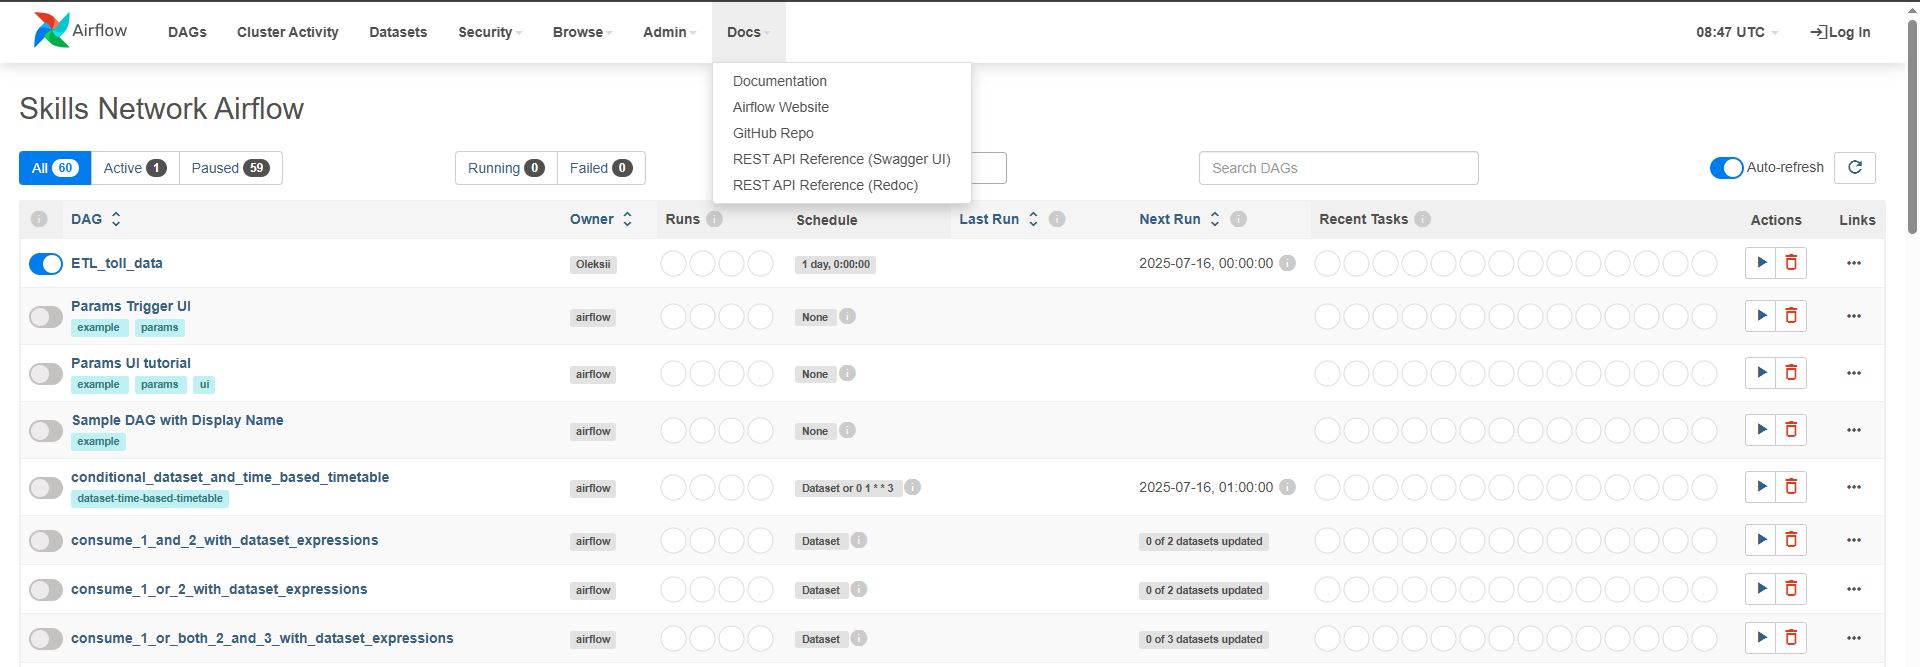 Airflow DAGs Cluster Activity Datasets Security Browse Admin Docs 08:47 UTC Log In
Documentation
Airflow Website
GitHub Repo
REST API Reference (Swagger UI)
REST API Reference (Redoc)
Skills Network Airflow
All 60 Active 1 Paused 59 Running 0 Failed 0 Search DAGs Auto-refresh
DAG Owner Runs Schedule Last Run Next Run Recent Tasks Actions Links
ETL_toll_data Oleksii 1 day, 0:00:00 2025-07-16, 00:00:00
Params Trigger UI
example params airflow None
Params UI tutorial
example params ui airflow None
Sample DAG with Display Name
example airflow None
conditional_dataset_and_time_based_timetable
dataset-time-based-timetable airflow Dataset or 0 1 * * 3 2025-07-16, 01:00:00
consume_1_and_2_with_dataset_expressions airflow Dataset 0 of 2 datasets updated
consume_1_or_2_with_dataset_expressions airflow Dataset 0 of 2 datasets updated
consume_1_or_both_2_and_3_with_dataset_expressions airflow Dataset 0 of 3 datasets updated